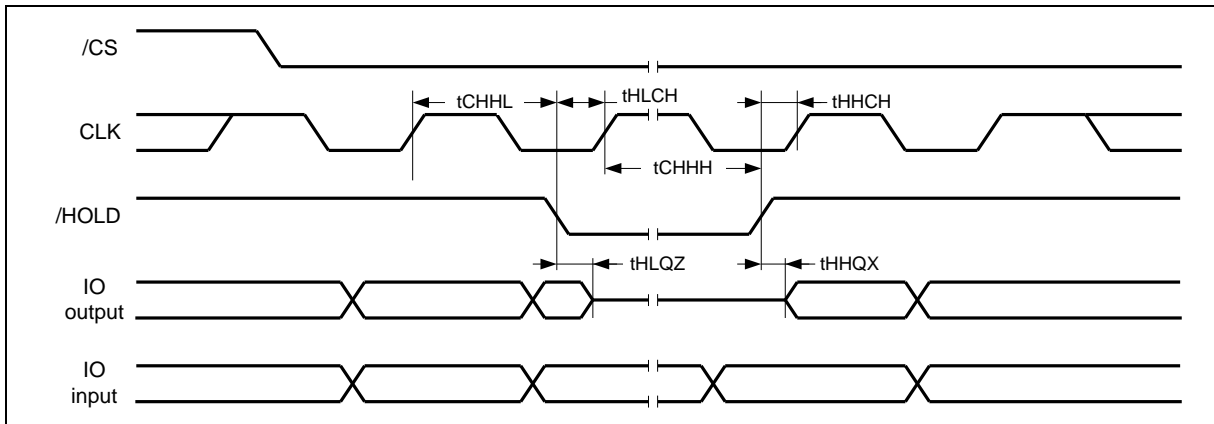 /CS
tCHHL
tHLCH
tHHCH
CLK
tCHHH
/HOLD
tHLQZ
tHHQX
IO
output
IO
input